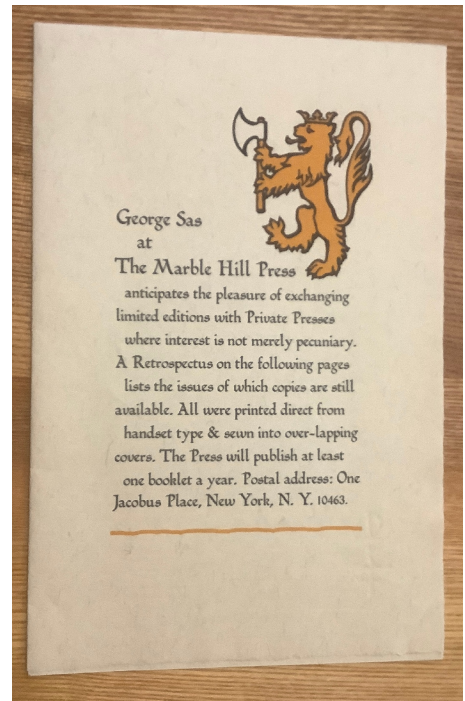 George Sas
at
The Marble Hill Press
anticipates the pleasure of exchanging
limited editions with Private Presses
where interest is not merely pecuniary.
A Retrospectus on the following pages
lists the issues of which copies are still
available. All were printed direct from
handset type & sewn into over-lapping
covers. The Press will publish at least
one booklet a year. Postal address: One
Jacobus Place, New York, N. Y. 10463.